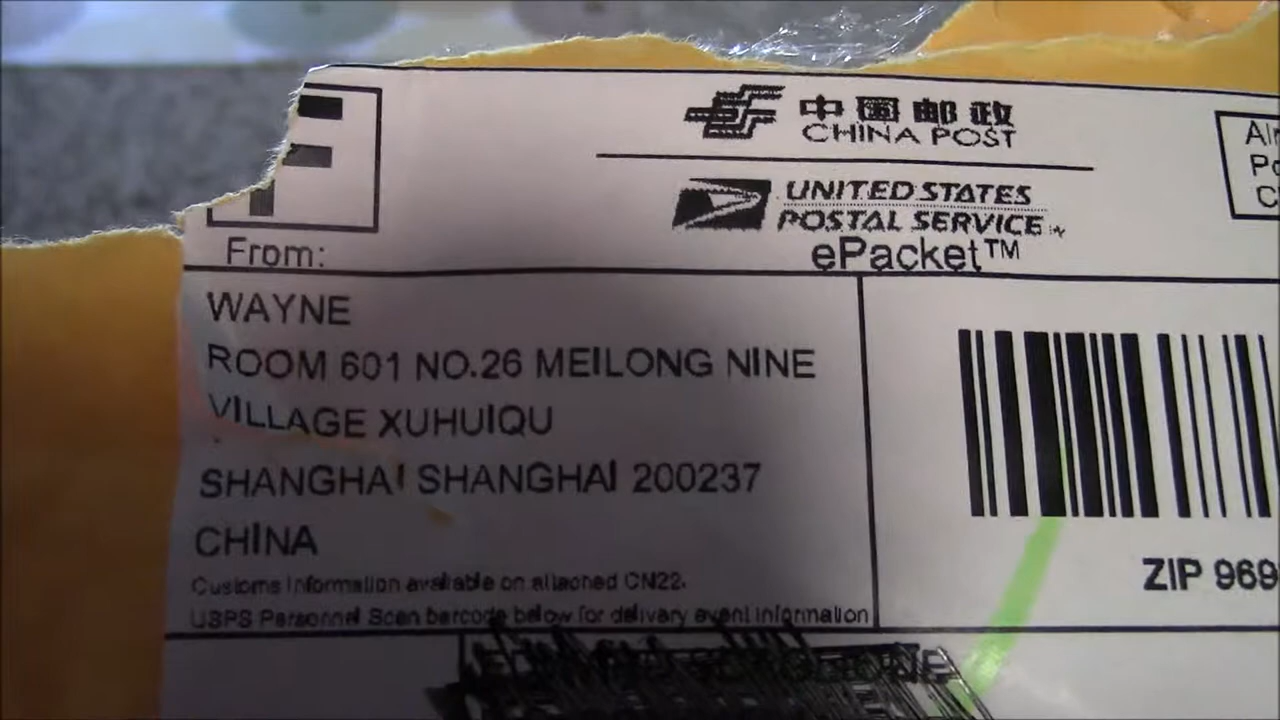 F
中国邮政
CHINA POST
UNITED STATES
POSTAL SERVICE
ePacket™
From:
WAYNE
ROOM 601 NO.26 MEILONG NINE
VILLAGE XUHUIQU
SHANGHAI SHANGHAI 200237
CHINA
Customs information available on attached CN22.
USPS Personnel Scan barcode below for delivery event information
ZIP 969